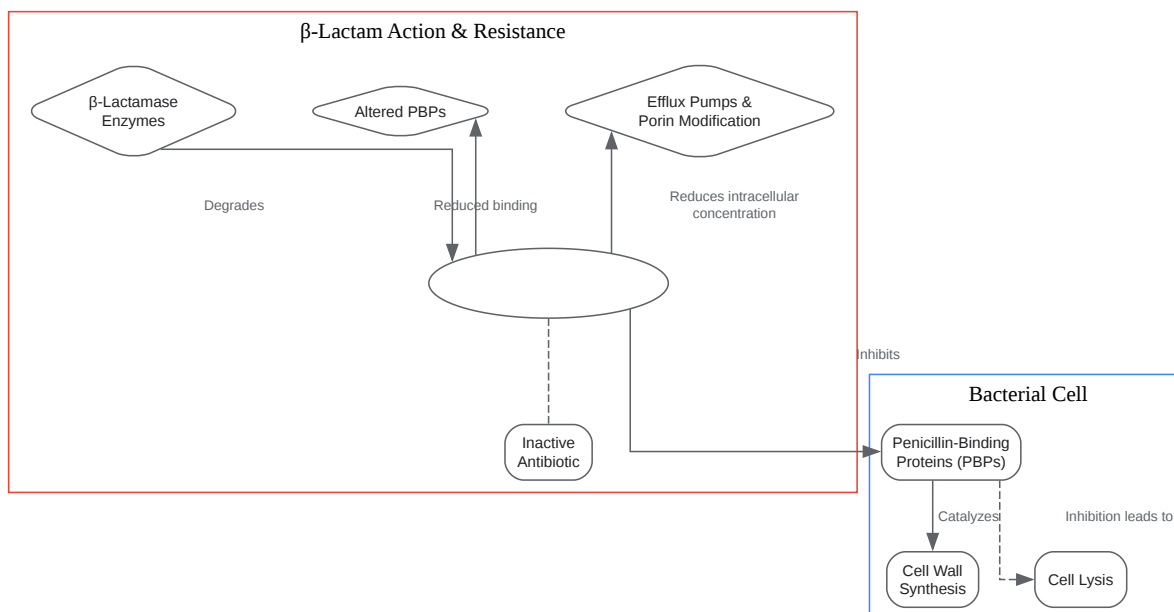 β-Lactam Action & Resistance
β-Lactamase
Enzymes
Altered PBPs
Efflux Pumps &
Porin Modification
Degrades
Reduced binding
Reduces intracellular
concentration
Inhibits
Bacterial Cell
Inactive
Antibiotic
Penicillin-Binding
Proteins (PBPs)
Catalyzes
Inhibition leads to
Cell Wall
Synthesis
Cell Lysis